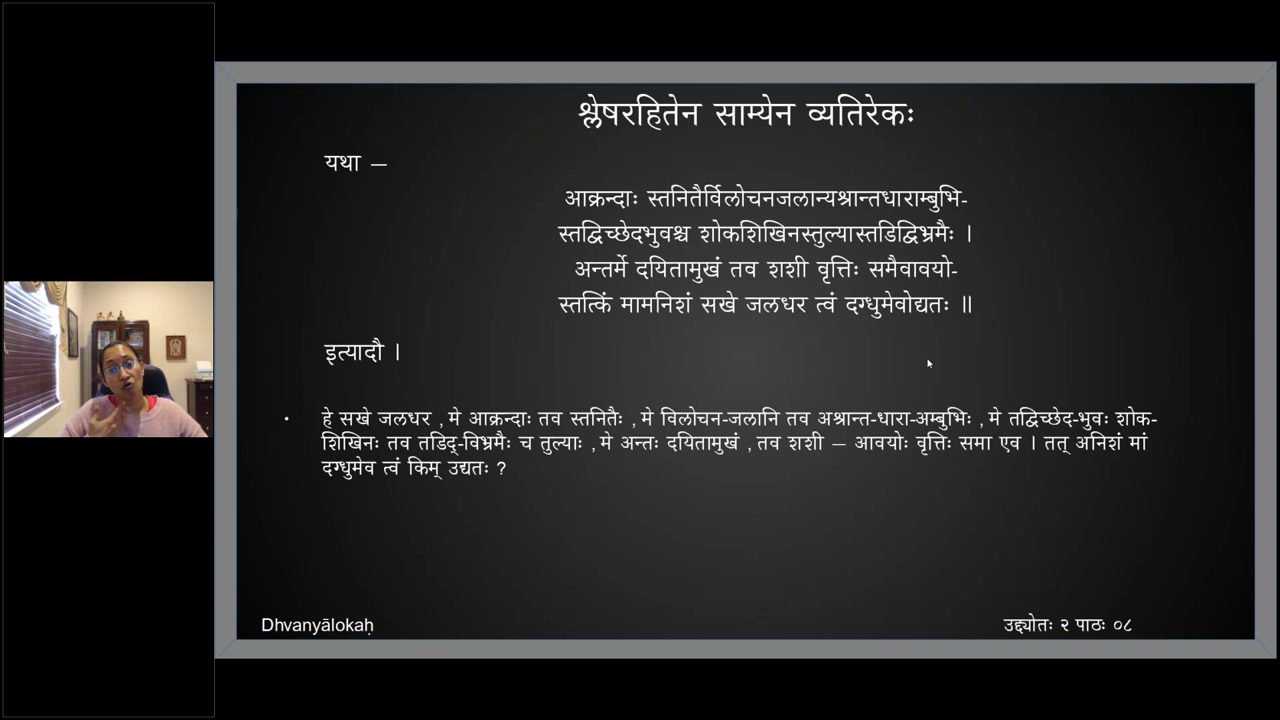 श्लेषरहितेन साम्येन व्यतिरेकः
यथा –
आक्रन्दाः स्तनितैर्विलोचनजलान्यश्रान्तधाराम्बुभि-
स्तद्विच्छेदभुवश्च शोकशिखिनस्तुल्यास्तडिद्विभ्रमैः ।
अन्तर्मे दयितामुखं तव शशी वृत्तिः समैवावयो-
स्तत्किं मामनिशं सखे जलधर त्वं दग्धुमेवोद्यतः ॥
इत्यादौ ।
• हे सखे जलधर , मे आक्रन्दाः तव स्तनितैः , मे विलोचन-जलानि तव अश्रान्त-धारा-अम्बुभिः , मे तद्विच्छेद-भुवः शोक-
शिखिनः तव तडिद्-विभ्रमैः च तुल्याः , मे अन्तः दयितामुखं , तव शशी – आवयोः वृत्तिः समा एव । तत् अनिशं मां
दग्धुमेव त्वं किम् उद्यतः ?
Dhvanyālokaḥ
उद्द्योतः २ पाठः ०८